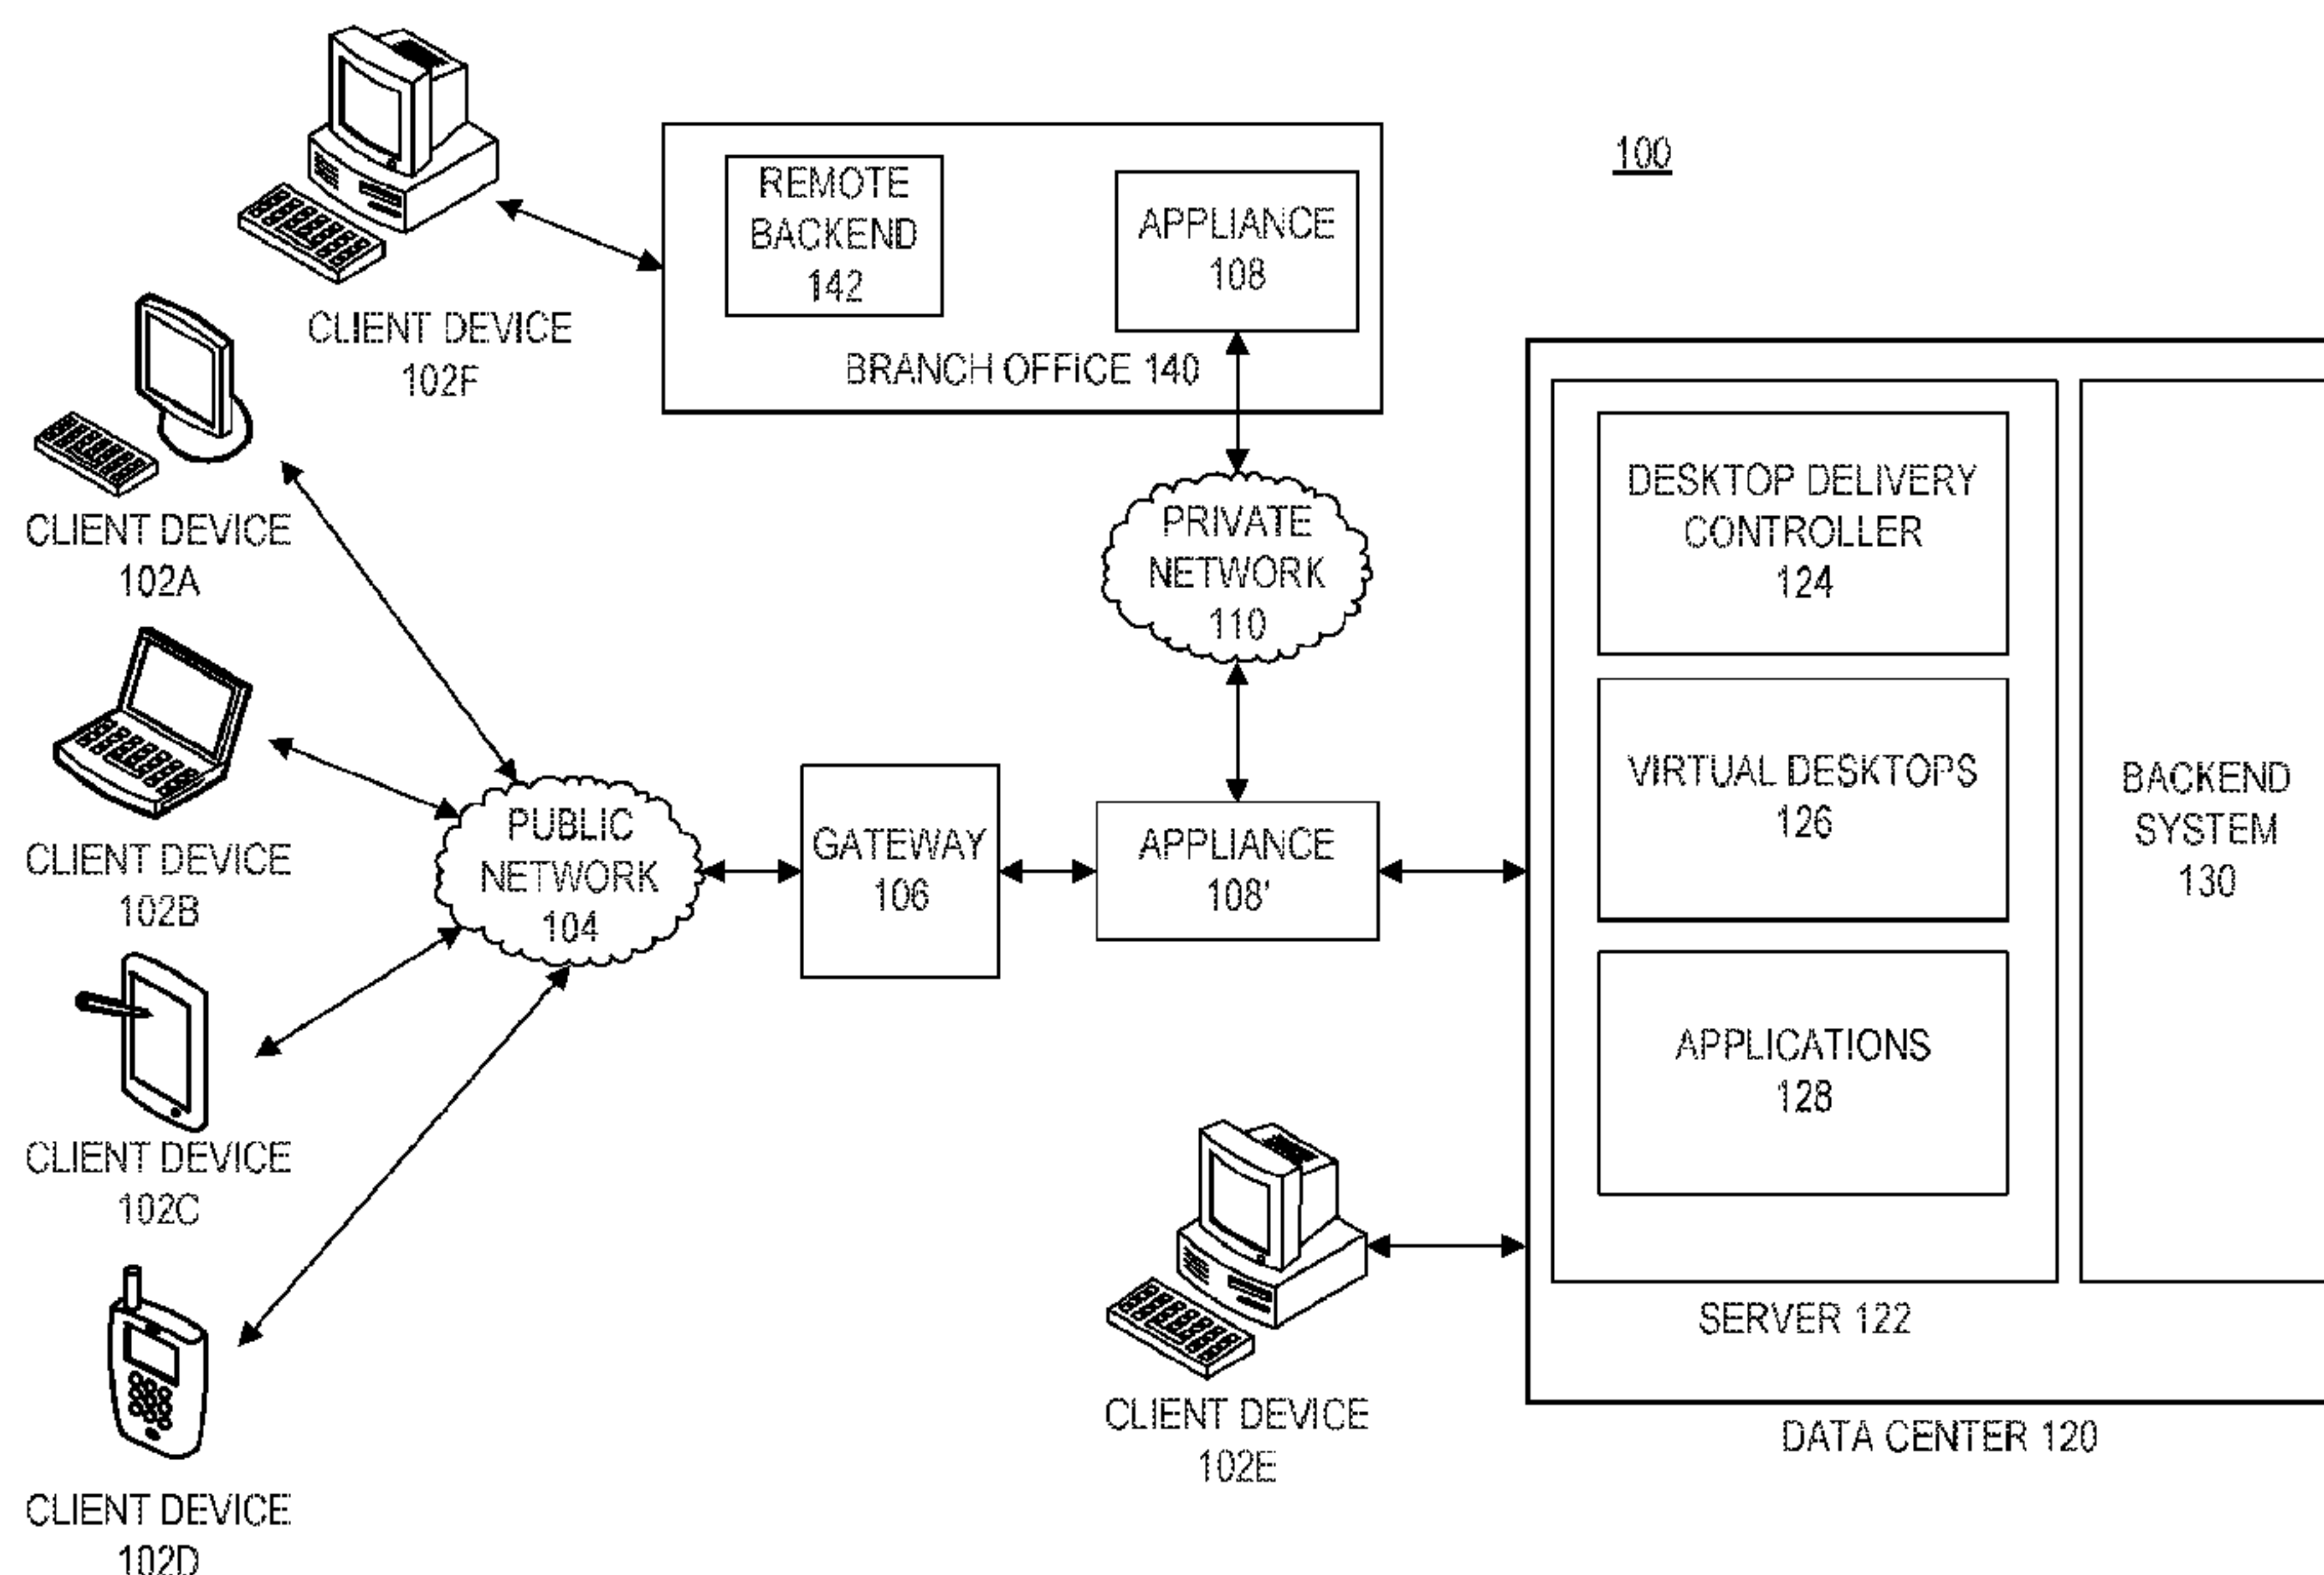 100
REMOTE
BACKEND
142
APPLIANCE
108
BRANCH OFFICE 140
CLIENT DEVICE
102F
CLIENT DEVICE
102A
PRIVATE
NETWORK
110
CLIENT DEVICE
102B
PUBLIC
NETWORK
104
GATEWAY
106
APPLIANCE
108'
DESKTOP DELIVERY
CONTROLLER
124
VIRTUAL DESKTOPS
126
APPLICATIONS
128
BACKEND
SYSTEM
130
SERVER 122
DATA CENTER 120
CLIENT DEVICE
102C
CLIENT DEVICE
102E
CLIENT DEVICE
102D